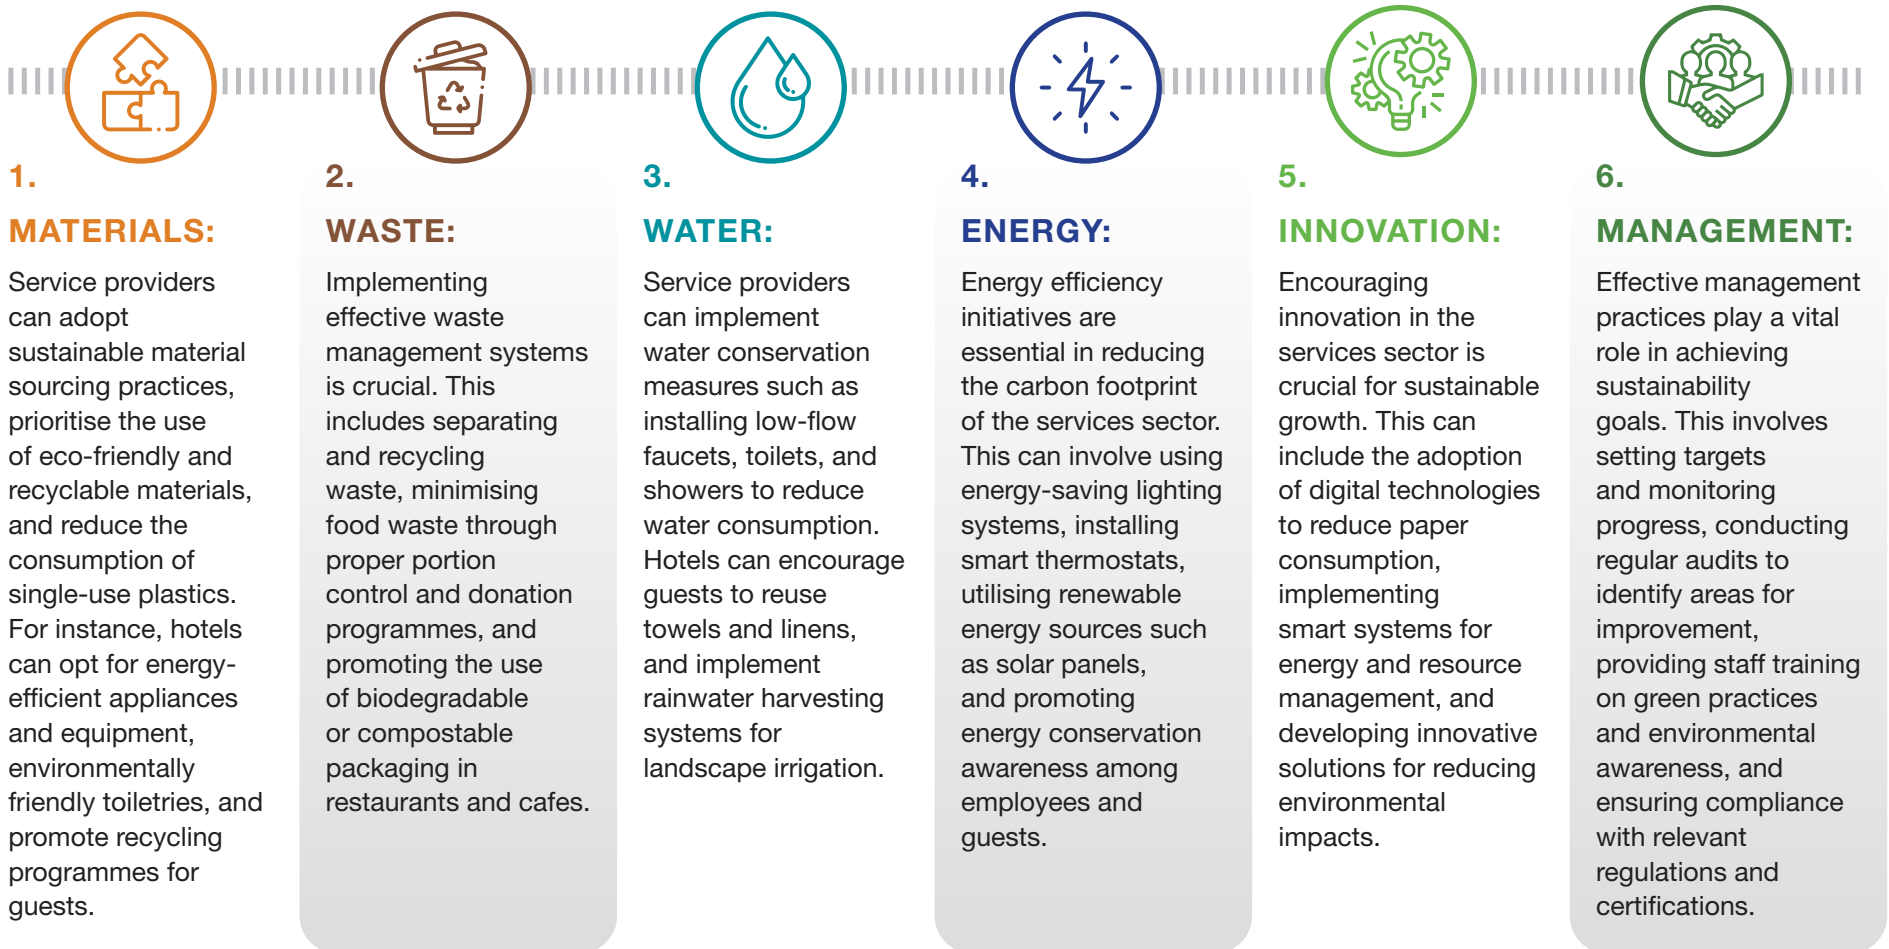 1.
MATERIALS:
Service providers
can adopt
sustainable material
sourcing practices,
prioritise the use
of eco-friendly and
recyclable materials,
and reduce the
consumption of
single-use plastics.
For instance, hotels
can opt for energy-
efficient appliances
and equipment,
environmentally
friendly toiletries, and
promote recycling
programmes for
guests.
2.
WASTE:
Implementing
effective waste
management systems
is crucial. This
includes separating
and recycling
waste, minimising
food waste through
proper portion
control and donation
programmes, and
promoting the use
of biodegradable
or compostable
packaging in
restaurants and cafes.
3.
WATER:
Service providers
can implement
water conservation
measures such as
installing low-flow
faucets, toilets, and
showers to reduce
water consumption.
Hotels can encourage
guests to reuse
towels and linens,
and implement
rainwater harvesting
systems for
landscape irrigation.
4.
ENERGY:
Energy efficiency
initiatives are
essential in reducing
the carbon footprint
of the services sector.
This can involve using
energy-saving lighting
systems, installing
smart thermostats,
utilising renewable
energy sources such
as solar panels,
and promoting
energy conservation
awareness among
employees and
guests.
5.
INNOVATION:
Encouraging
innovation in the
services sector is
crucial for sustainable
growth. This can
include the adoption
of digital technologies
to reduce paper
consumption,
implementing
smart systems for
energy and resource
management, and
developing innovative
solutions for reducing
environmental
impacts.
6.
MANAGEMENT:
Effective management
practices play a vital
role in achieving
sustainability
goals. This involves
setting targets
and monitoring
progress, conducting
regular audits to
identify areas for
improvement,
providing staff training
on green practices
and environmental
awareness, and
ensuring compliance
with relevant
regulations and
certifications.